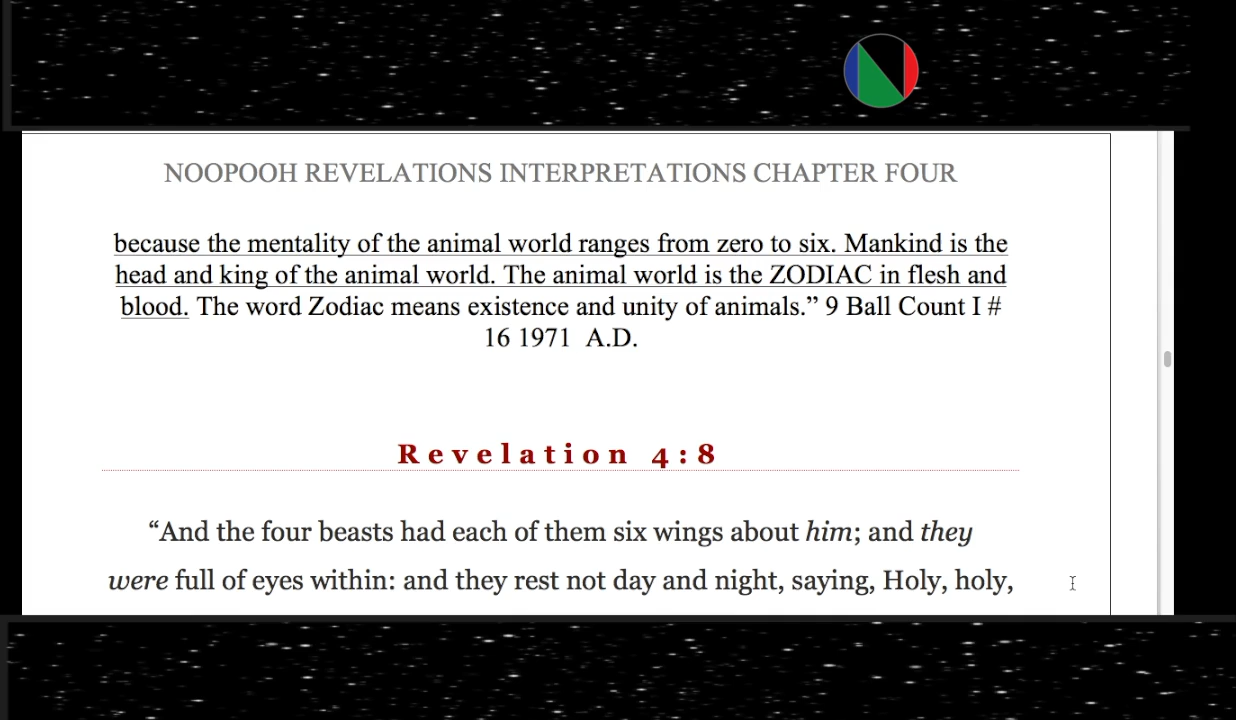 NOOPOOH REVELATIONS INTERPRETATIONS CHAPTER FOUR
because the mentality of the animal world ranges from zero to six. Mankind is the
head and king of the animal world. The animal world is the ZODIAC in flesh and
blood. The word Zodiac means existence and unity of animals.” 9 Ball Count I #
16 1971 A.D.
Revelation 4:8
“And the four beasts had each of them six wings about him; and they
were full of eyes within: and they rest not day and night, saying, Holy, holy,